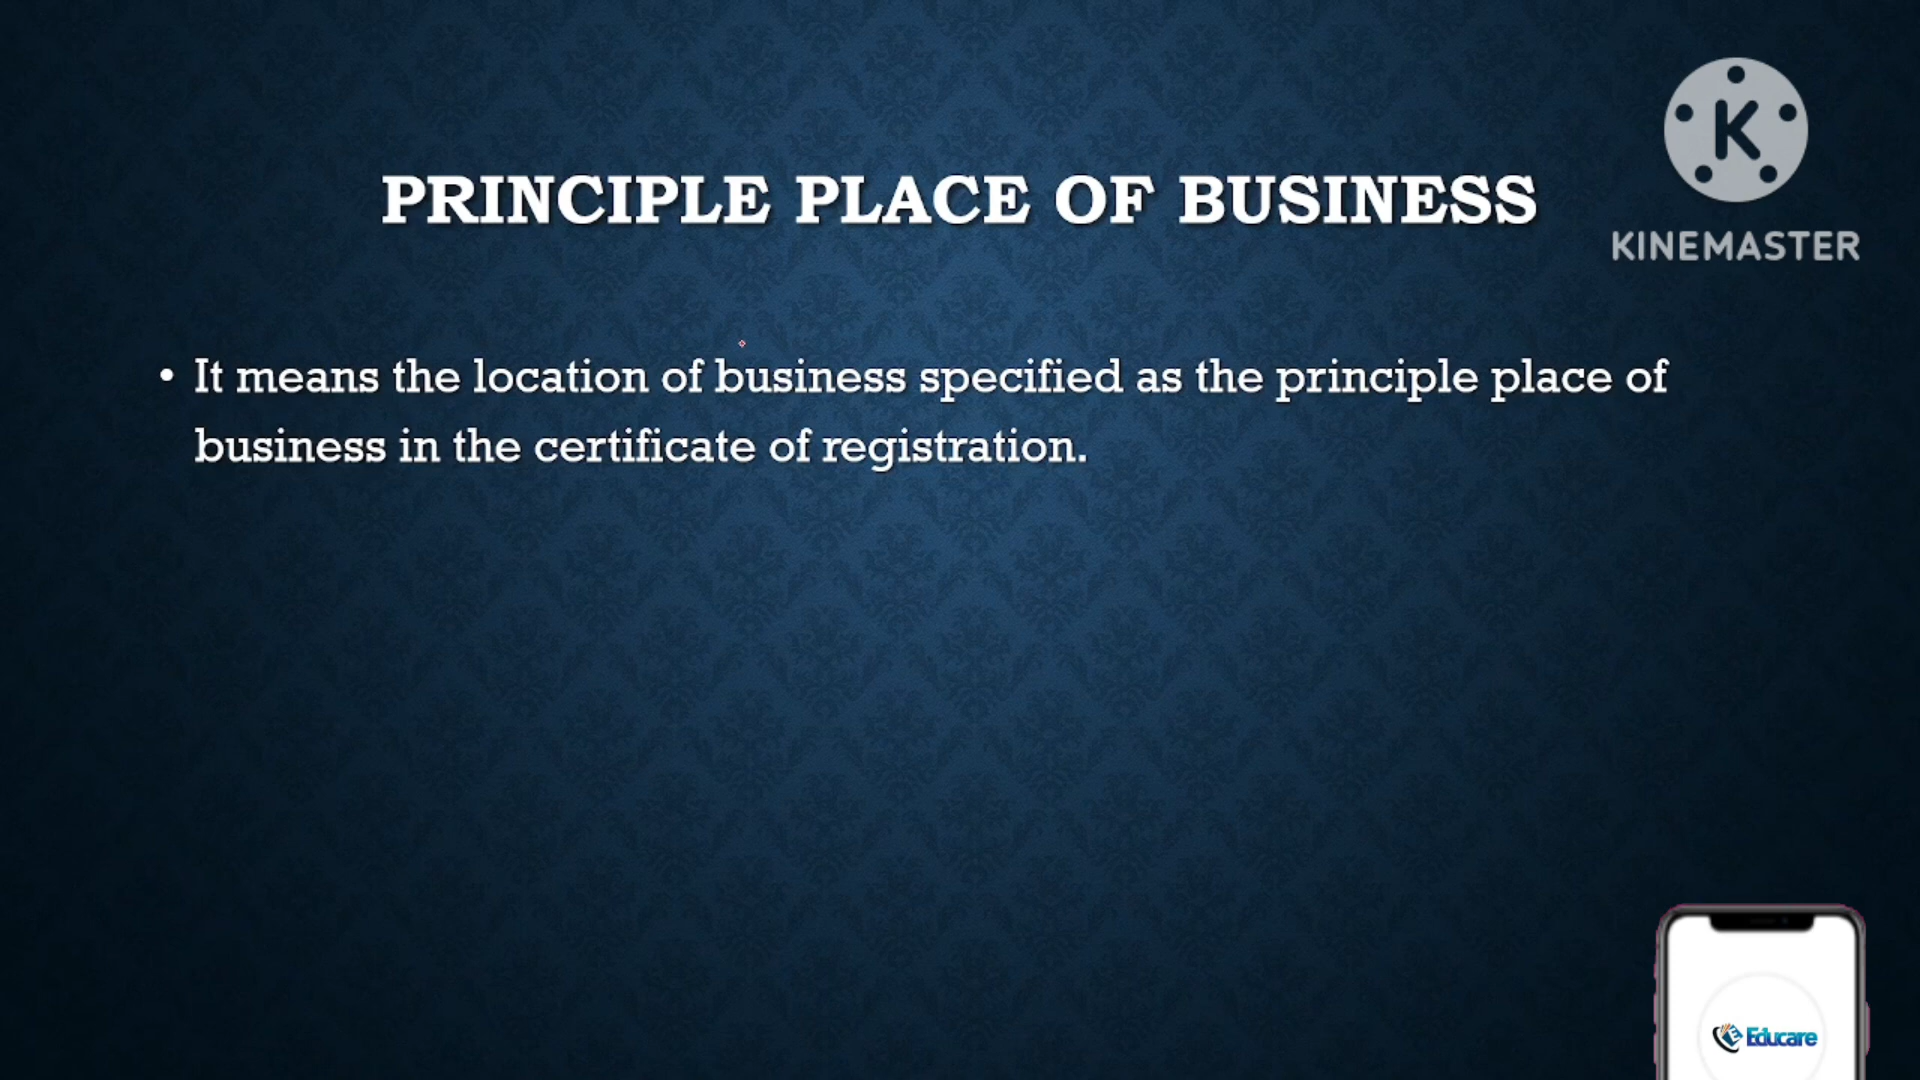 K
KINEMASTER
PRINCIPLE PLACE OF BUSINESS
• It means the location of business specified as the principle place of
business in the certificate of registration.
Educare